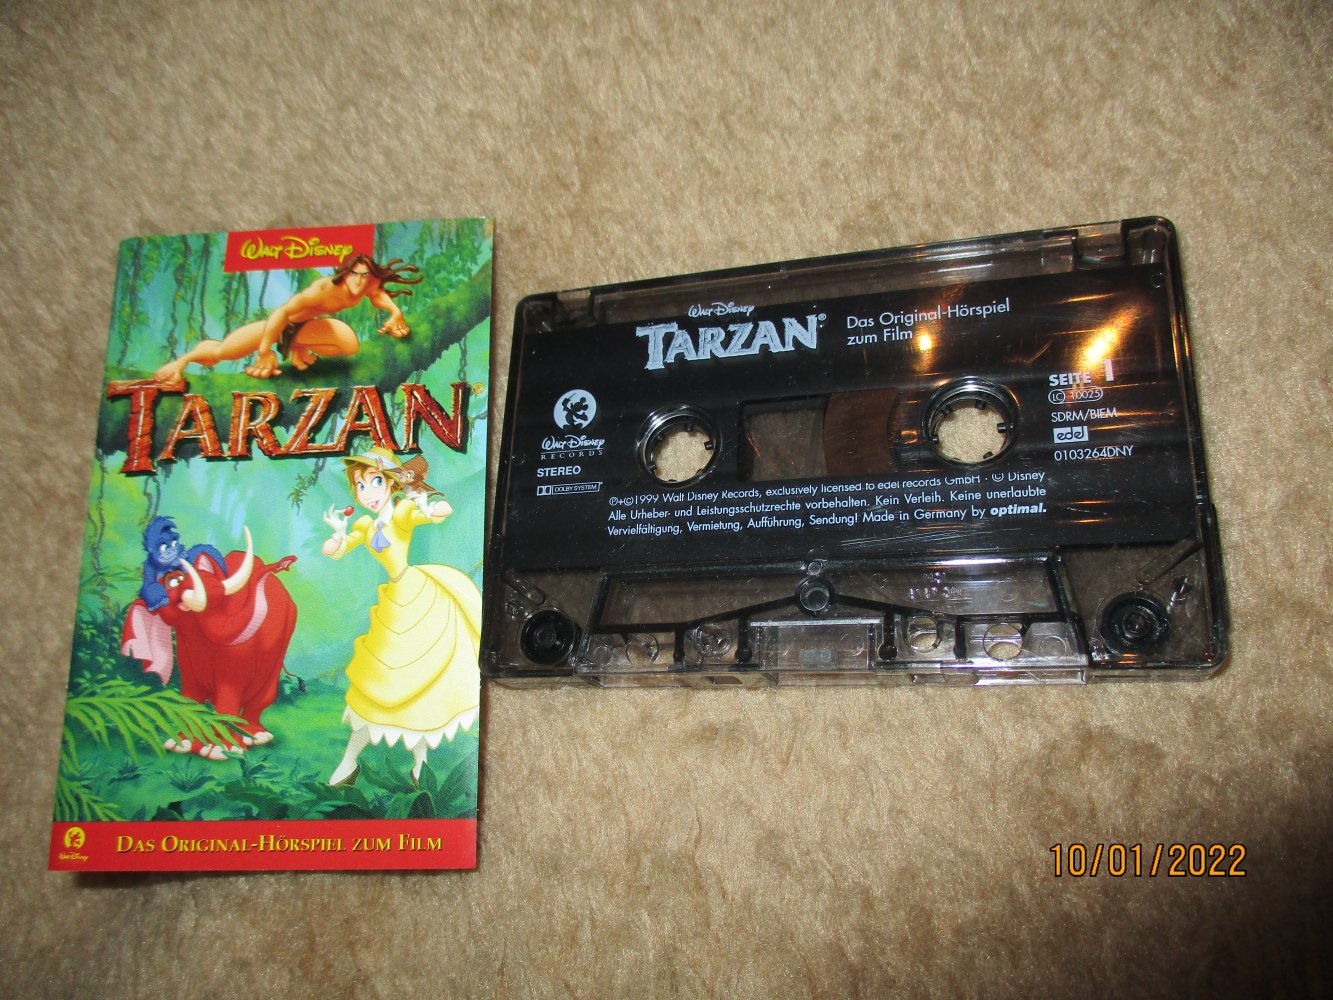 Walt Disney
TARZAN®
Das Original-Hörspiel zum Film
Walt Disney
Walt Disney
TARZAN®
Das Original-Hörspiel
zum Film
SEITE 1
LC 10025
SDRM/BIEM
edel
0103264DNY
Walt Disney
RECORDS
STEREO
DOLBY SYSTEM®
℗+©1999 Walt Disney Records, exclusively licensed to edel records GmbH · © Disney
Alle Urheber- und Leistungsschutzrechte vorbehalten. Kein Verleih. Keine unerlaubte
Vervielfältigung, Vermietung, Aufführung, Sendung! Made in Germany by optimal.
10/01/2022